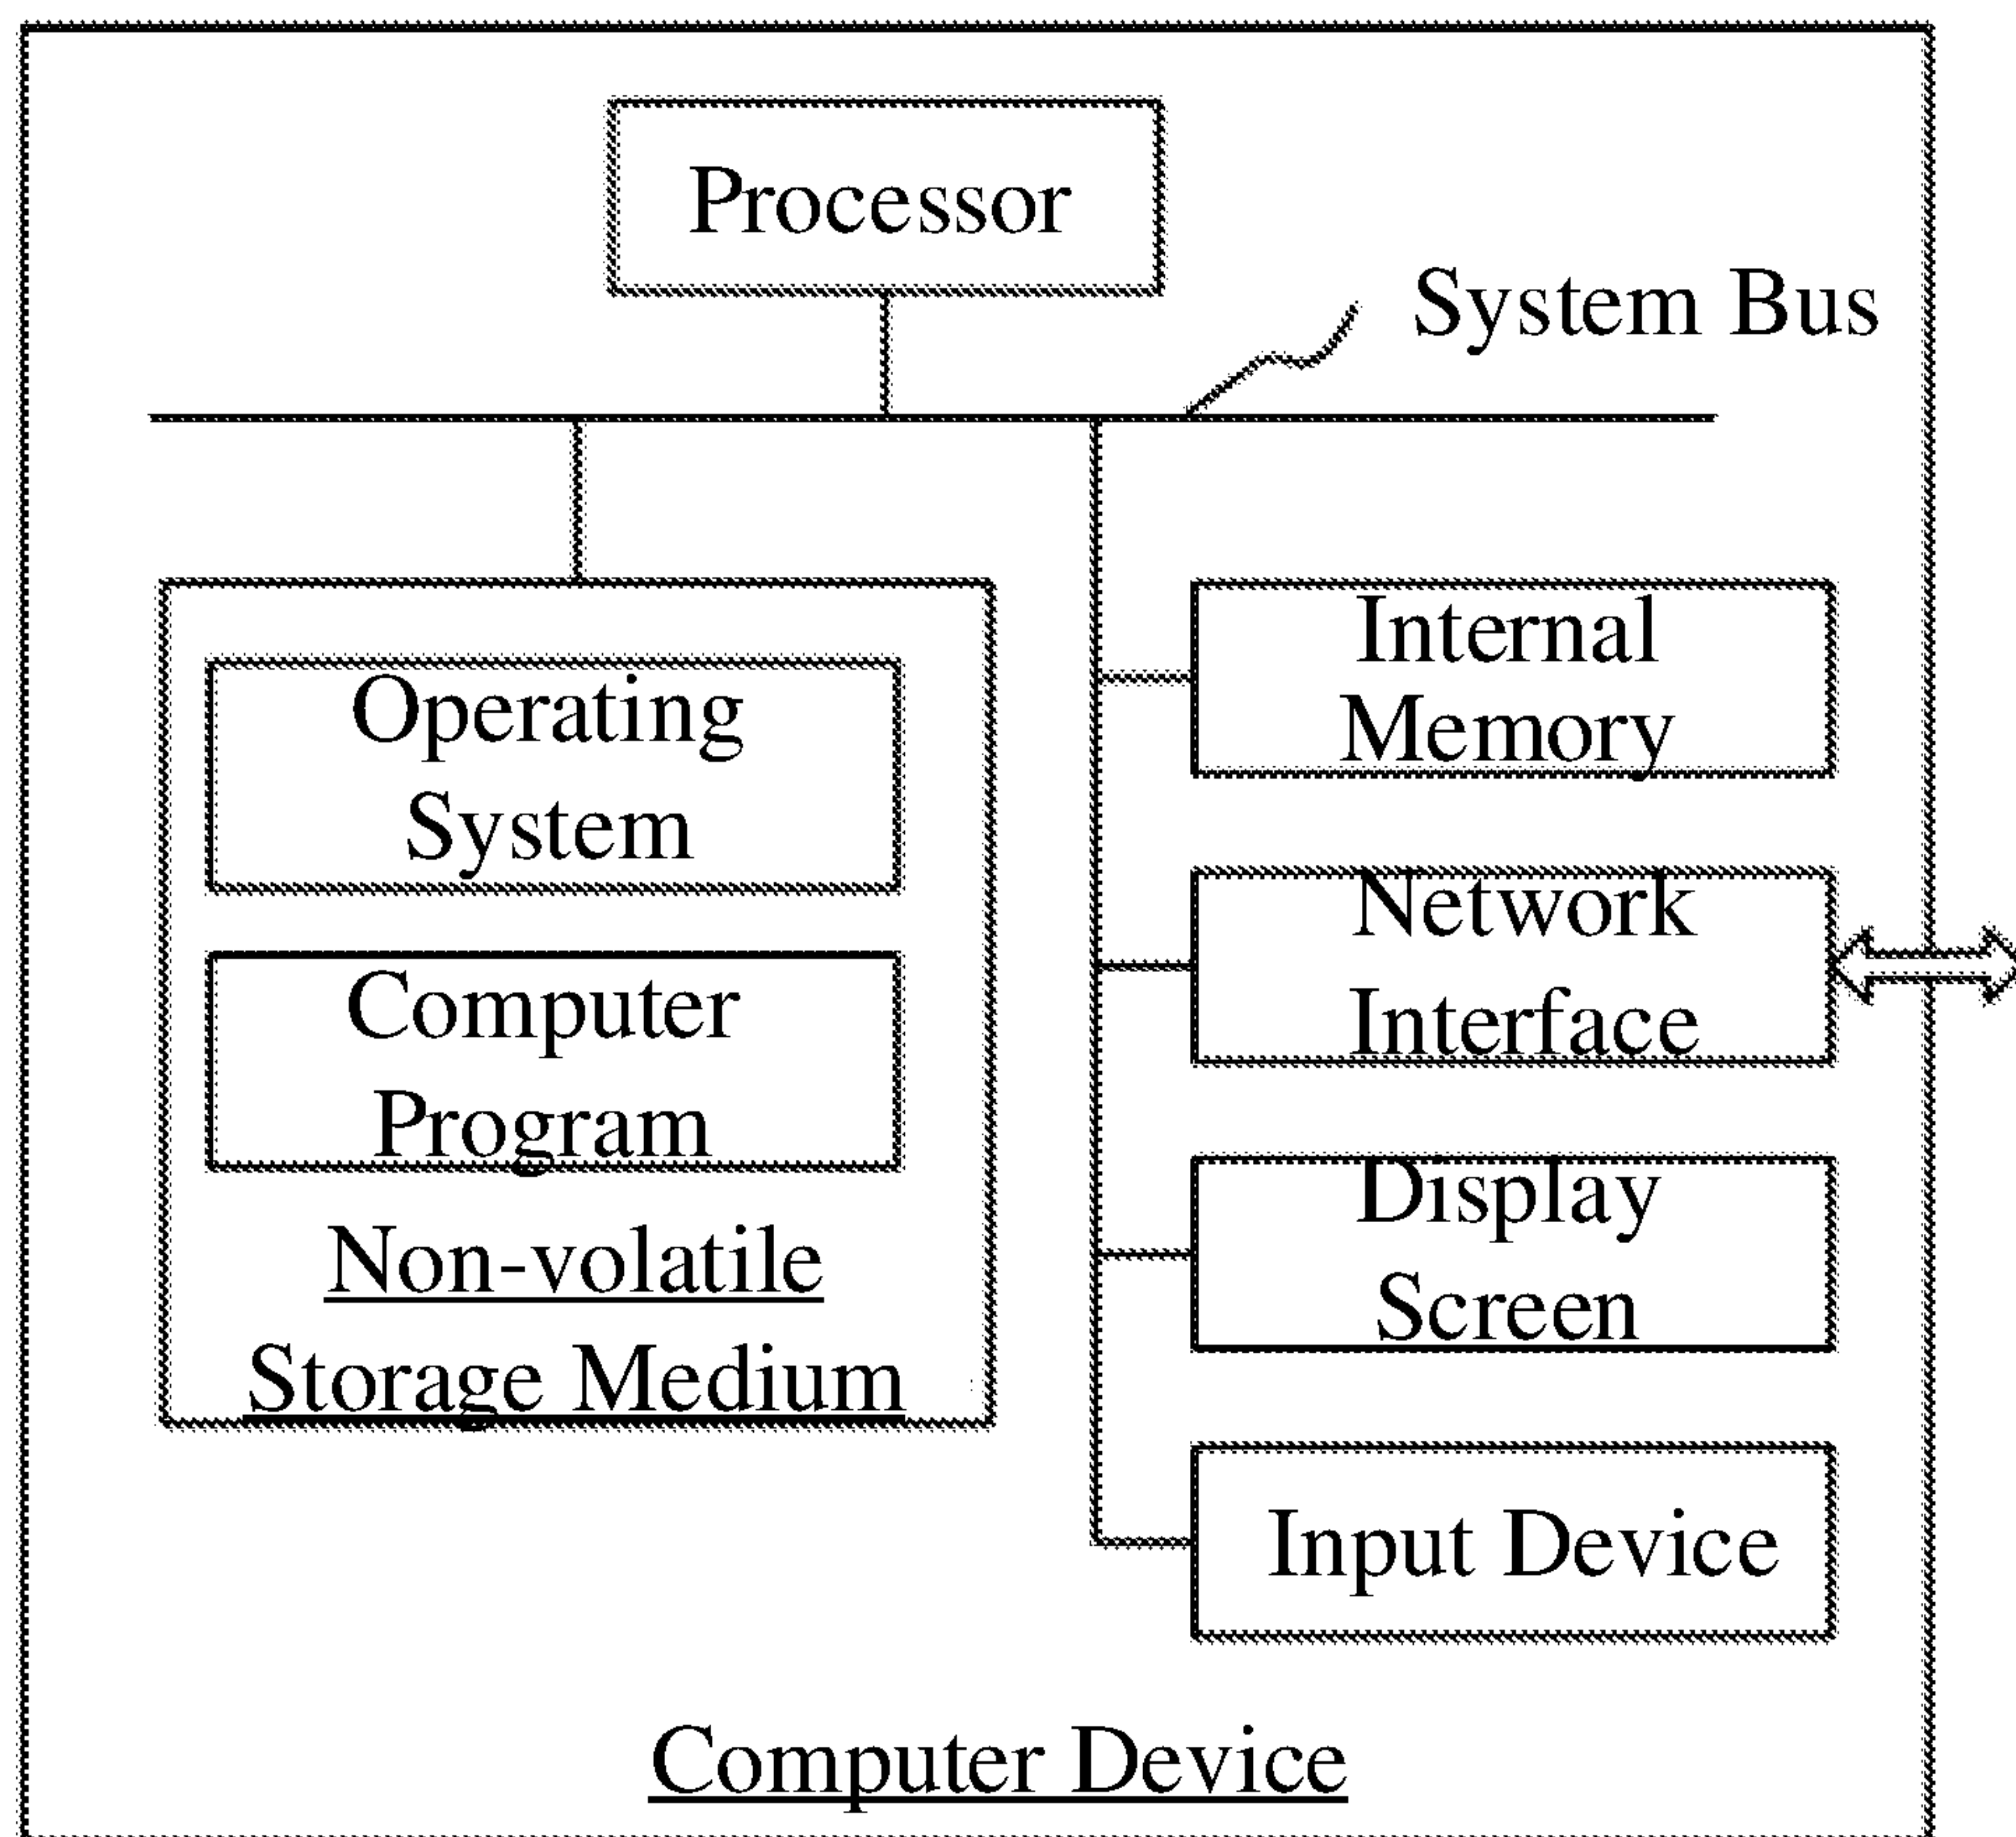 Processor
System Bus
Operating
System
Computer
Program
Non-volatile
Storage Medium
Internal
Memory
Network
Interface
Display
Screen
Input Device
Computer Device